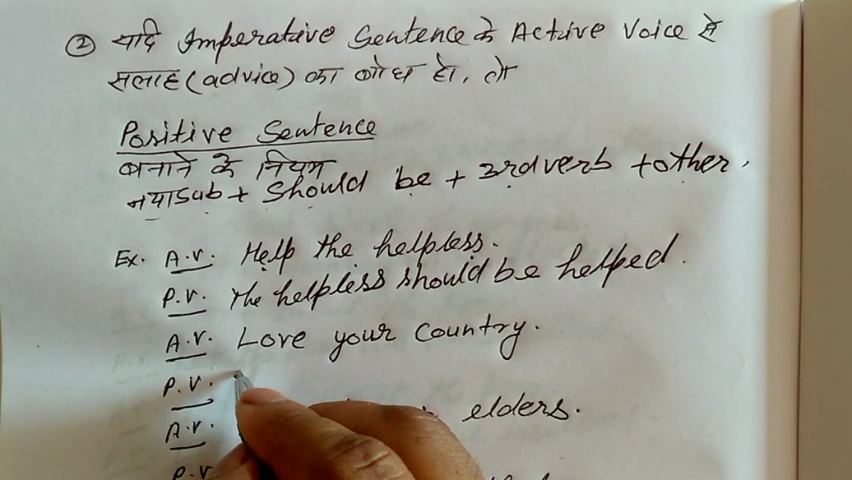 ② यदि Imperative Sentence के Active Voice से
सलाह (advice) का बोध हो, तो
Positive Sentence
बनाने के नियम
नया Sub + Should be + 3rd verb + other.
Ex. A.V. Help the helpless.
P.V. The helpless should be helped.
A.V. Love your country.
P.V.
A.V. elders.
P.V